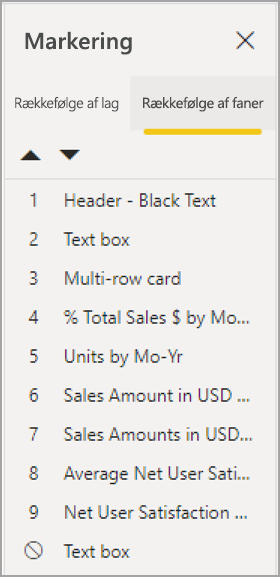 Markering
Rækkefølge af lag Rækkefølge af faner
1 Header - Black Text
2 Text box
3 Multi-row card
4 % Total Sales $ by Mo...
5 Units by Mo-Yr
6 Sales Amount in USD ...
7 Sales Amounts in USD...
8 Average Net User Sati...
9 Net User Satisfaction ...
Text box